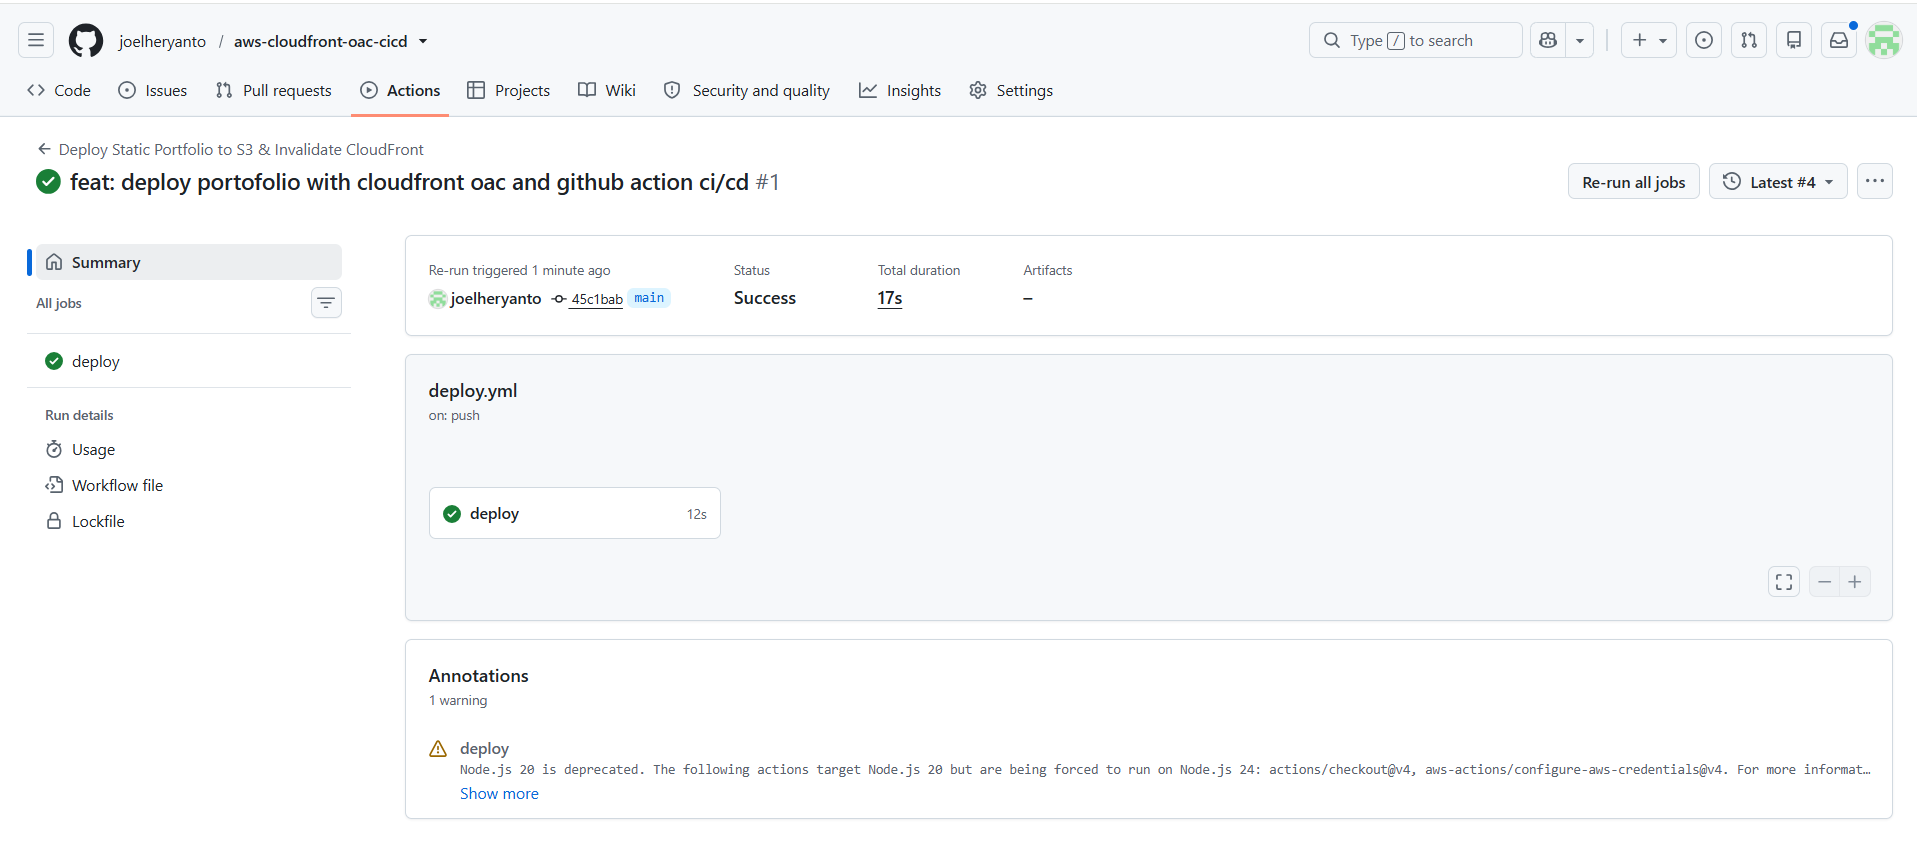 joelheryanto / aws-cloudfront-oac-cicd
Type / to search
Code Issues Pull requests Actions Projects Wiki Security and quality Insights Settings
Deploy Static Portfolio to S3 & Invalidate CloudFront
feat: deploy portofolio with cloudfront oac and github action ci/cd #1
Re-run all jobs
Latest #4
Summary
All jobs
deploy
Run details
Usage
Workflow file
Lockfile
Re-run triggered 1 minute ago
joelheryanto 45c1bab main
Status
Success
Total duration
17s
Artifacts
–
deploy.yml
on: push
deploy 12s
Annotations
1 warning
deploy
Node.js 20 is deprecated. The following actions target Node.js 20 but are being forced to run on Node.js 24: actions/checkout@v4, aws-actions/configure-aws-credentials@v4. For more informat…
Show more